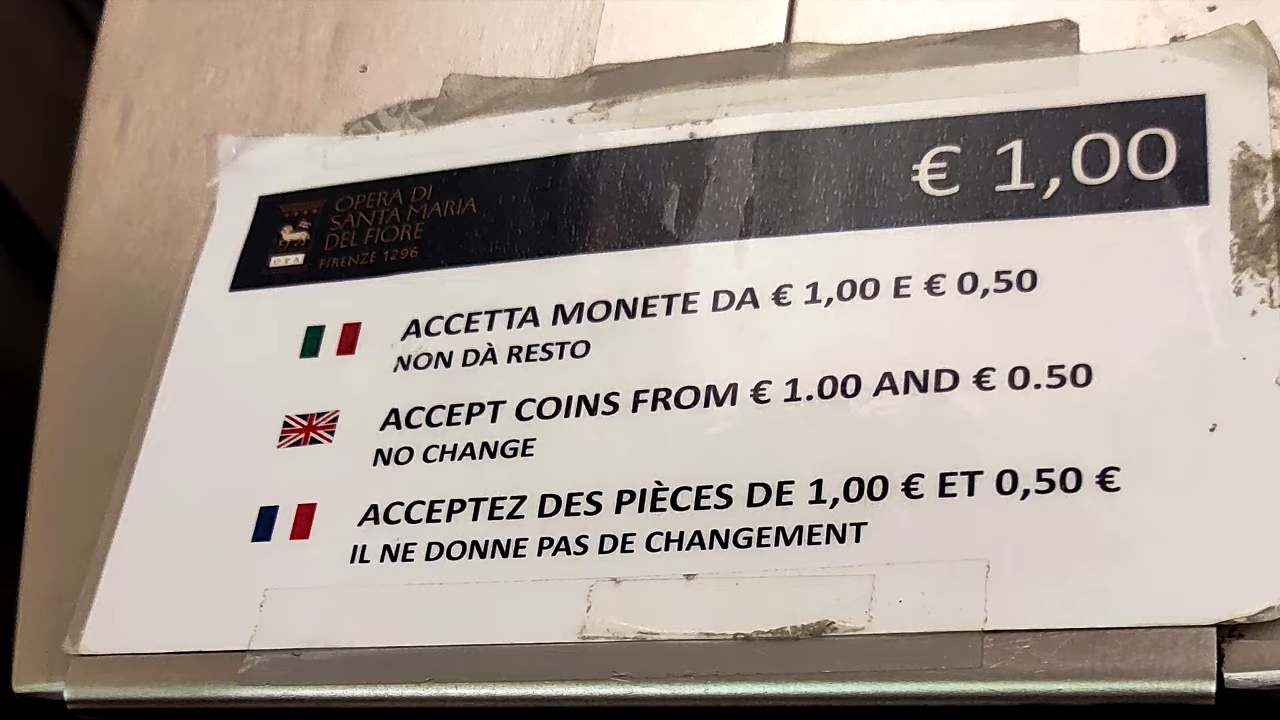 OPERA DI
SANTA MARIA
DEL FIORE
FIRENZE 1296
€ 1,00
ACCETTA MONETE DA € 1,00 E € 0,50
NON DÀ RESTO
ACCEPT COINS FROM € 1.00 AND € 0.50
NO CHANGE
ACCEPTEZ DES PIÈCES DE 1,00 € ET 0,50 €
IL NE DONNE PAS DE CHANGEMENT